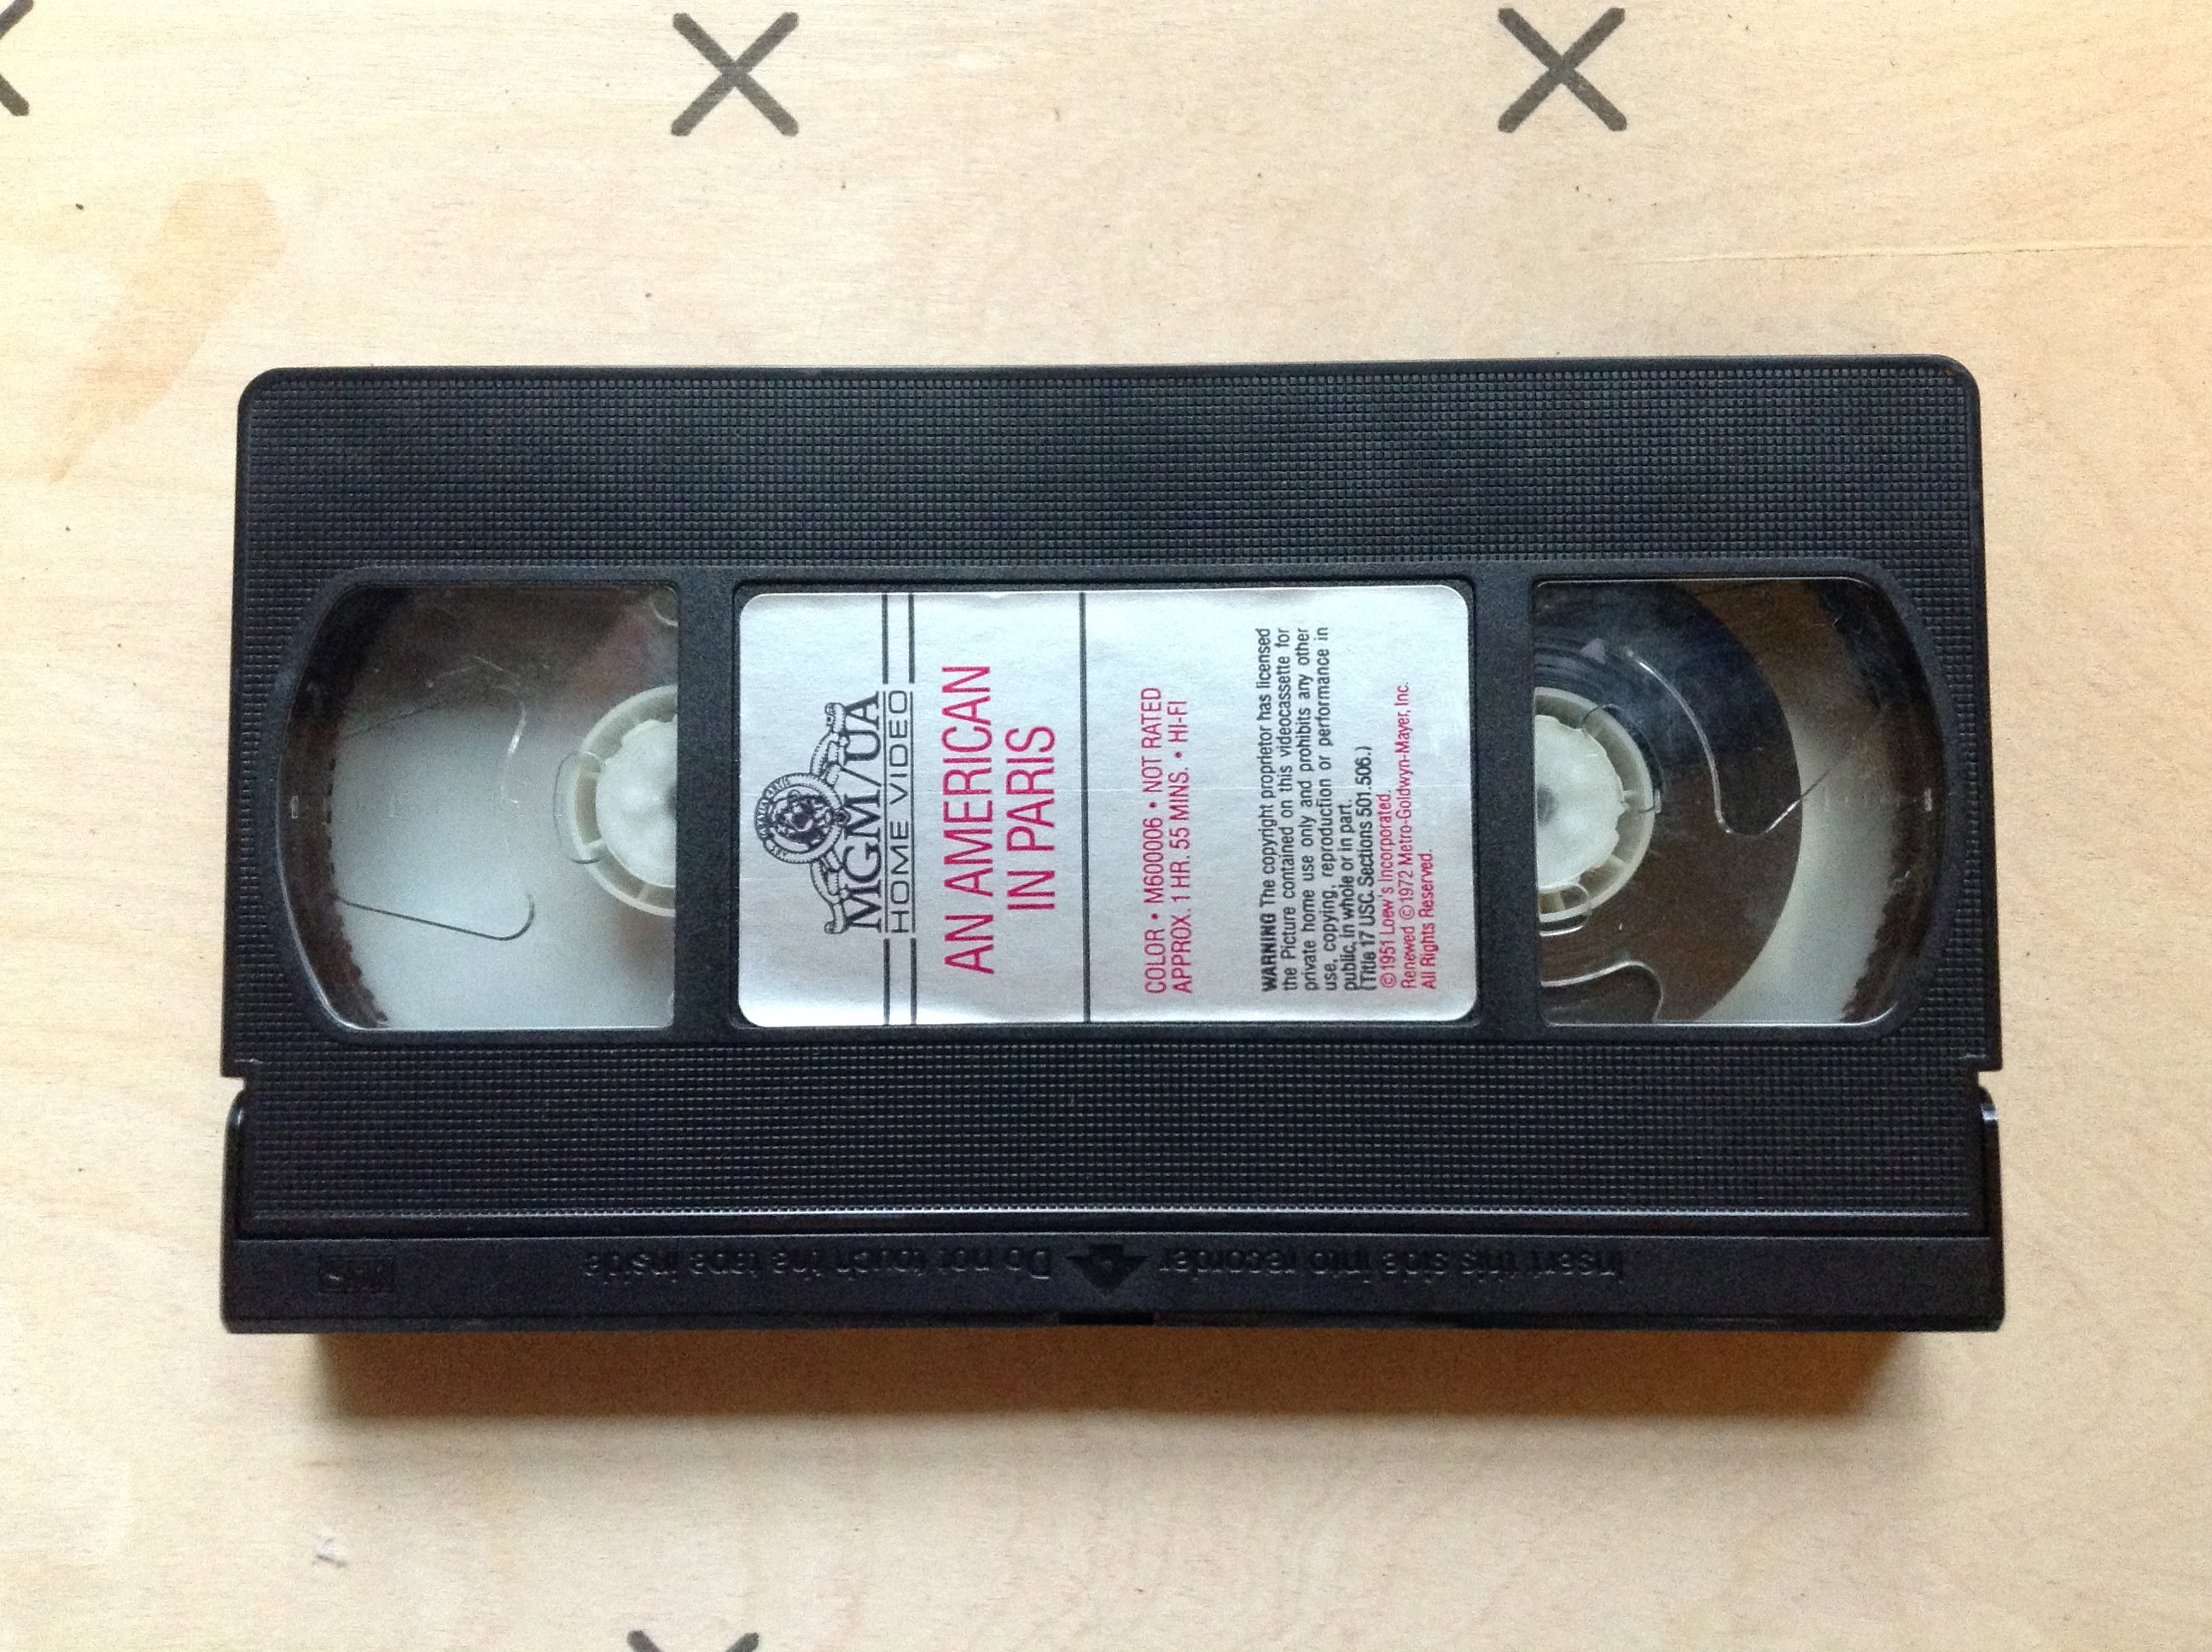 MGM/UA
HOME VIDEO
AN AMERICAN
IN PARIS
COLOR • M600006 • NOT RATED
APPROX. 1 HR. 55 MINS. • HI-FI
WARNING The copyright proprietor has licensed
the Picture contained on this videocassette for
private home use only and prohibits any other
use, copying, reproduction or performance in
public, in whole or in part.
(Title 17 USC. Sections 501.506.)
©1951 Loew's Incorporated.
Renewed ©1972 Metro-Goldwyn-Mayer, Inc.
All Rights Reserved.
Insert this side into recorder
Do not touch the tape inside
VHS